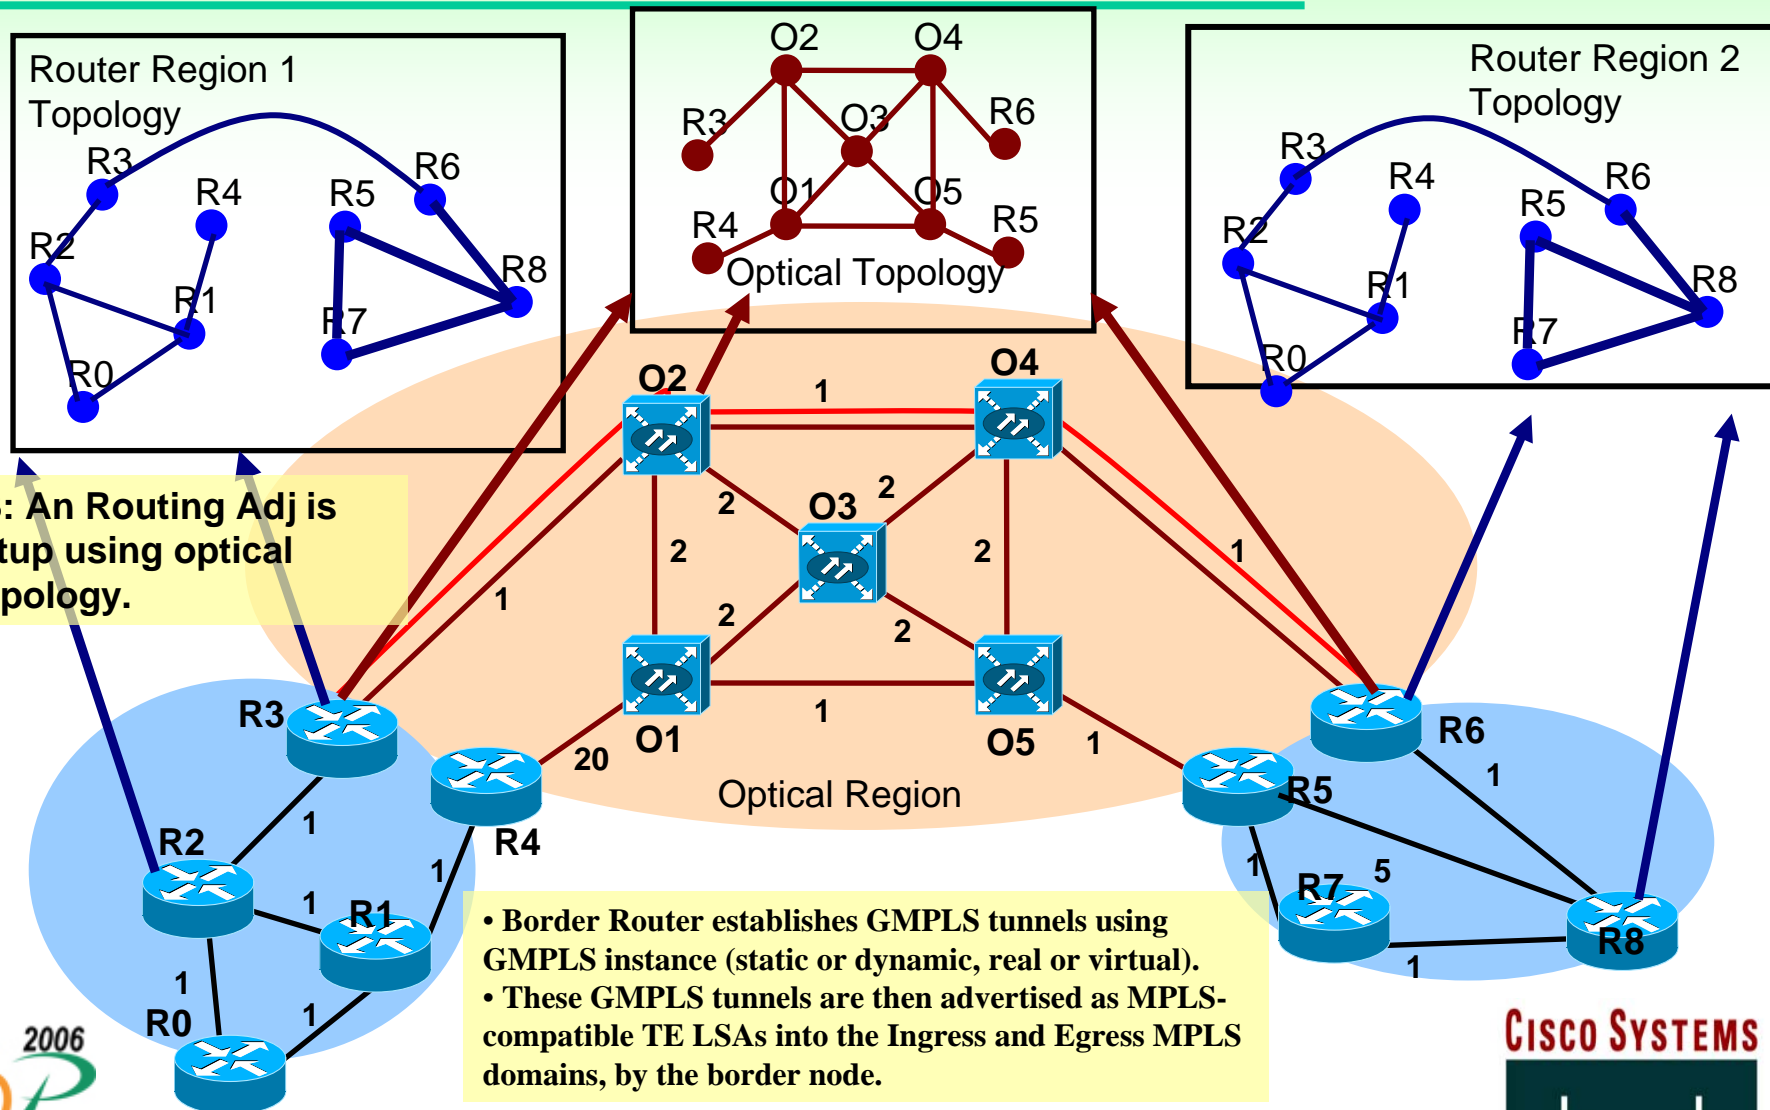 Router Region 1
Topology
R3
R6
R4
R5
R2
R8
R1
R7
R0
O2
O4
R3
O3
R6
O1
O5
R4
R5
Optical Topology
Router Region 2
Topology
R3
R4
R6
R5
R2
R8
R1
R7
R0
O2
1
O4
2
2
O3
: An Routing Adj is
tup using optical
pology.
2
2
1
1
2
2
R3
O1
1
O5
R6
20
1
1
Optical Region
R5
1
R2
R4
1
1
5
1
R7
R1
R8
1
1
R0
1
• Border Router establishes GMPLS tunnels using
GMPLS instance (static or dynamic, real or virtual).
• These GMPLS tunnels are then advertised as MPLS-
compatible TE LSAs into the Ingress and Egress MPLS
domains, by the border node.
2006
P
CISCO SYSTEMS